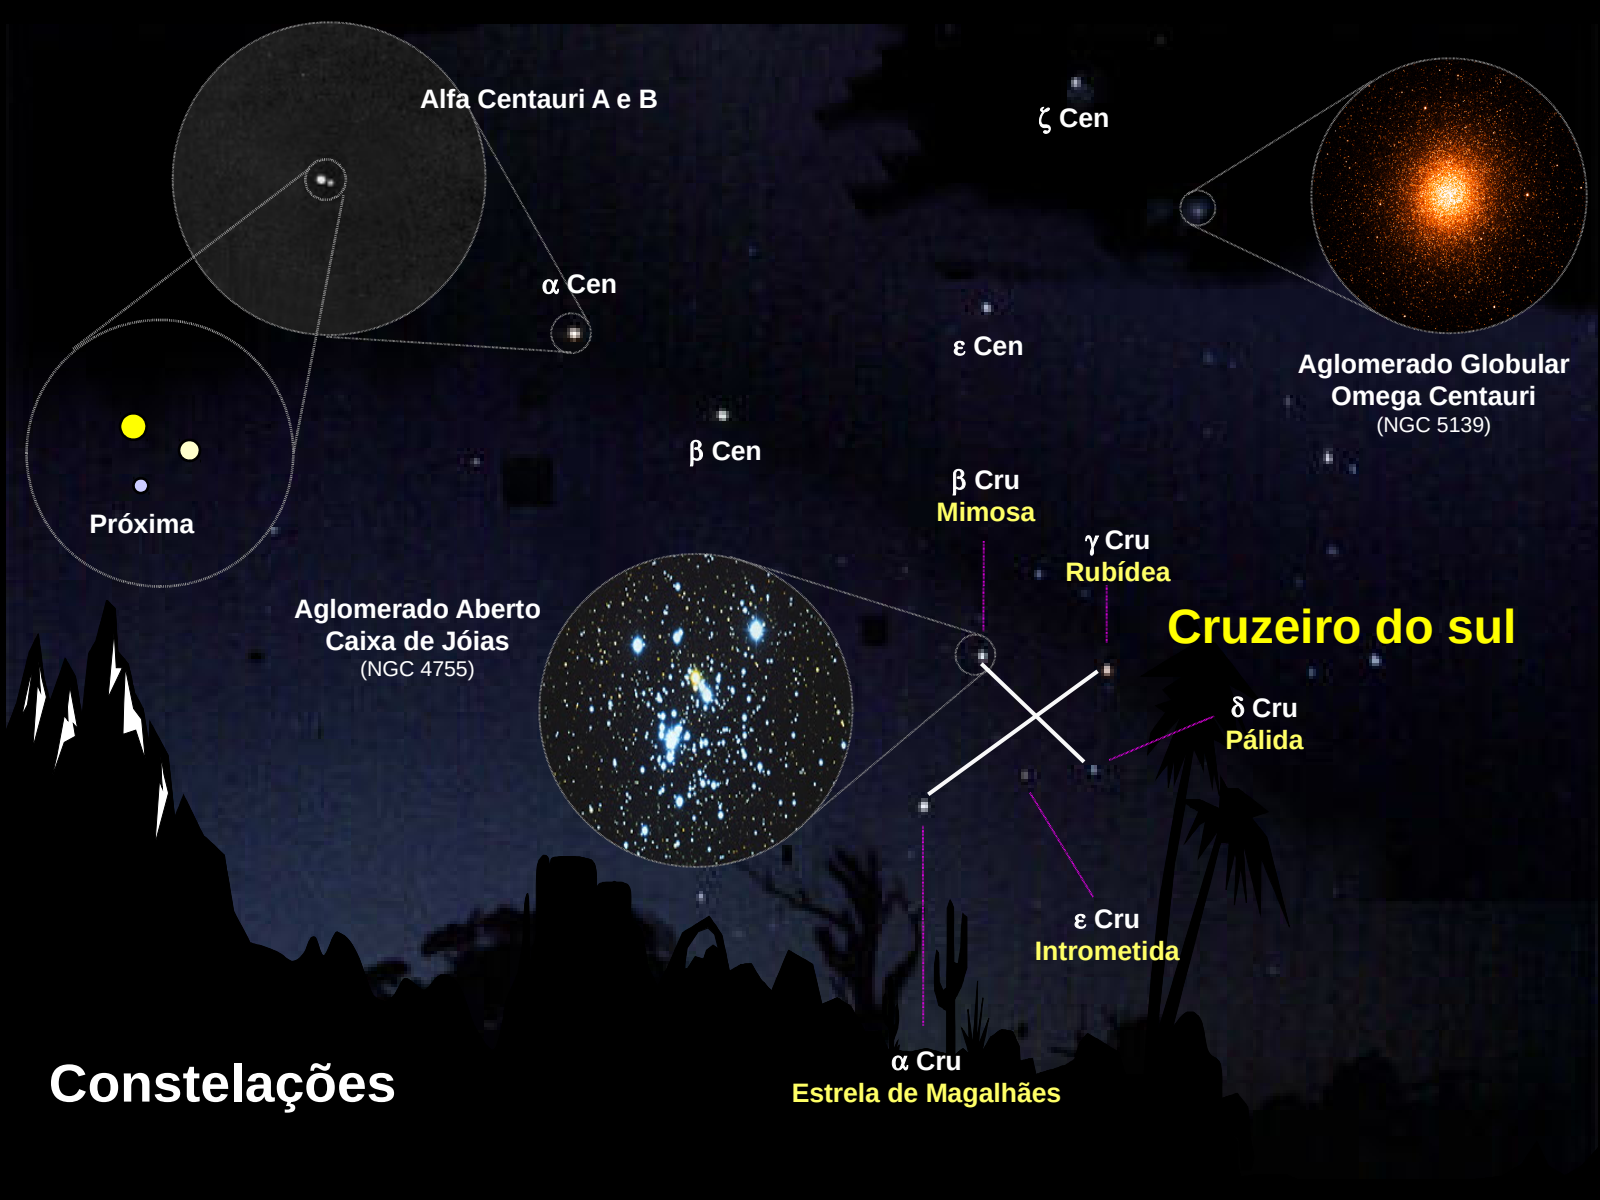 Alfa Centauri A e B
ζ Cen
α Cen
ε Cen
Aglomerado Globular
Omega Centauri
(NGC 5139)
β Cen
β Cru
Mimosa
γ Cru
Rubídea
Próxima
Aglomerado Aberto
Caixa de Jóias
(NGC 4755)
Cruzeiro do sul
δ Cru
Pálida
ε Cru
Intrometida
α Cru
Estrela de Magalhães
Constelações